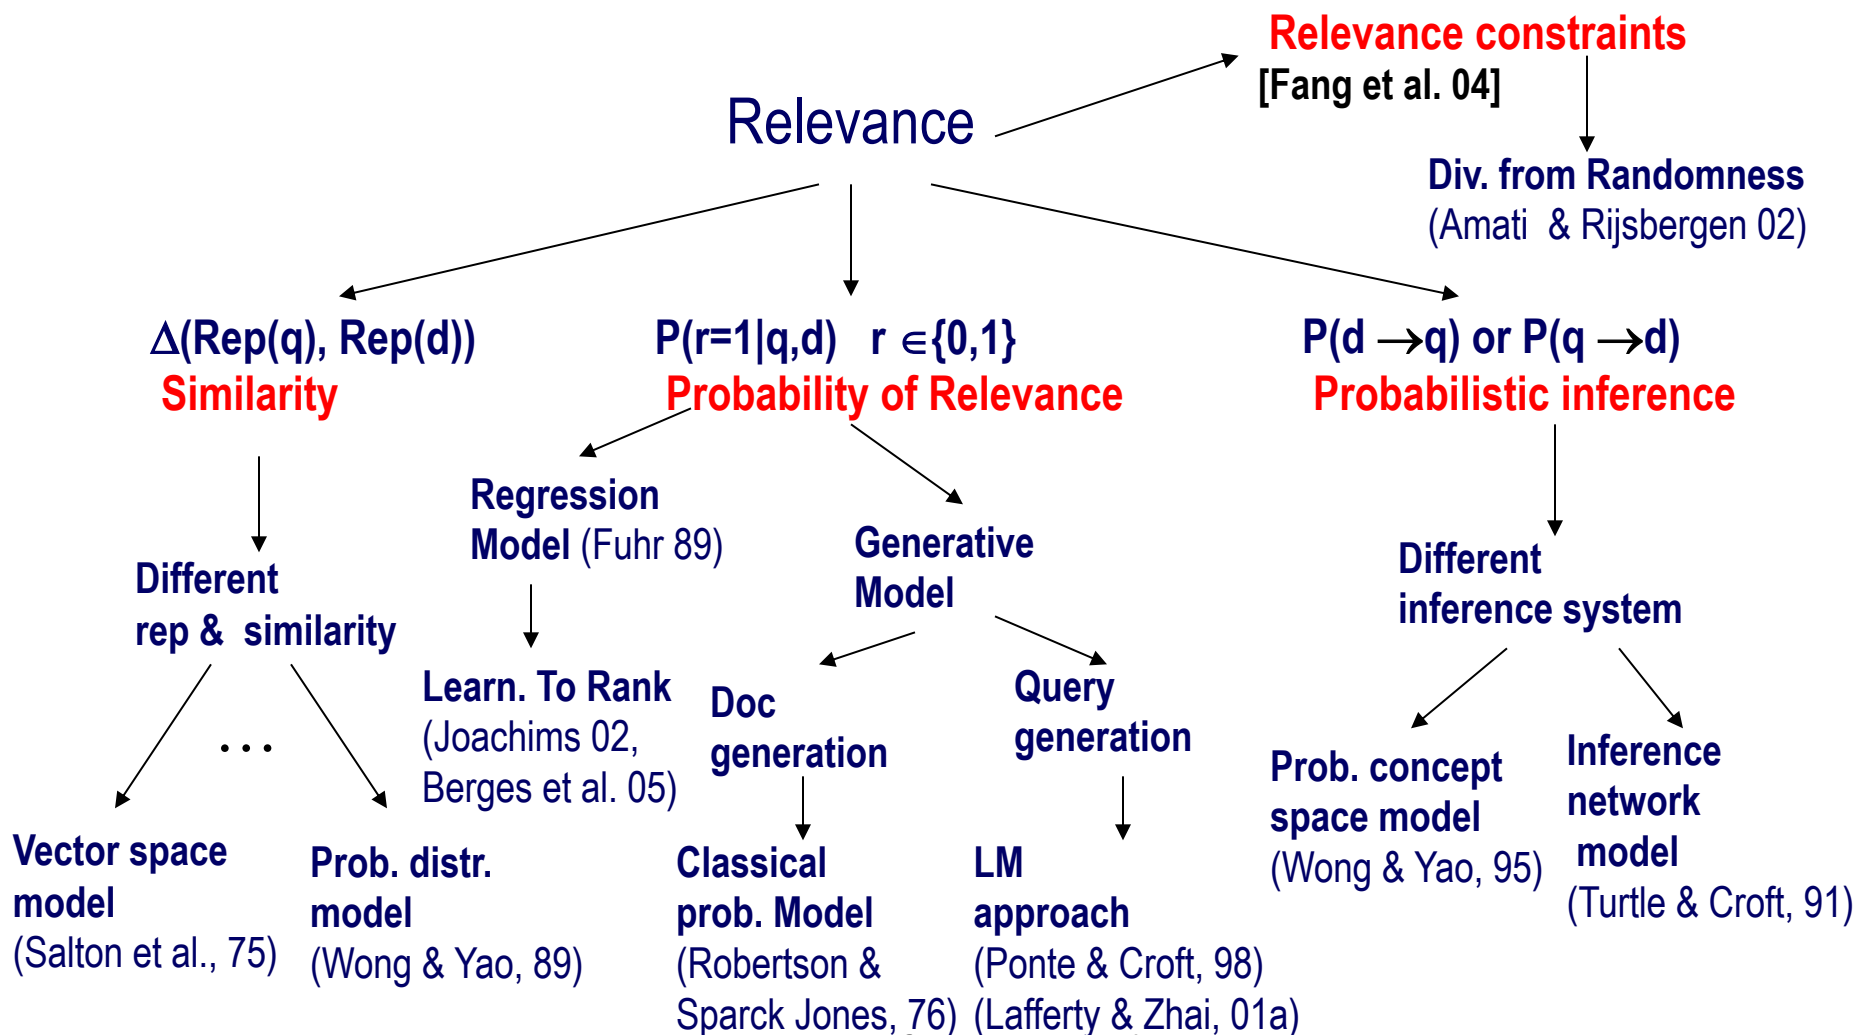 Relevance constraints
[Fang et al. 04]
Relevance
Div. from Randomness
(Amati & Rijsbergen 02)
Δ(Rep(q), Rep(d))
Similarity
P(r=1|q,d) r ∈{0,1}
Probability of Relevance
P(d →q) or P(q →d)
Probabilistic inference
Regression
Model (Fuhr 89)
Generative
Model
Different
inference system
Different
rep & similarity
Learn. To Rank
(Joachims 02,
Berges et al. 05)
Doc
generation
Query
generation
…
Prob. concept
space model
(Wong & Yao, 95)
Inference
network
model
(Turtle & Croft, 91)
Vector space
model
(Salton et al., 75)
Prob. distr.
model
(Wong & Yao, 89)
Classical
prob. Model
(Robertson &
Sparck Jones, 76)
LM
approach
(Ponte & Croft, 98)
(Lafferty & Zhai, 01a)